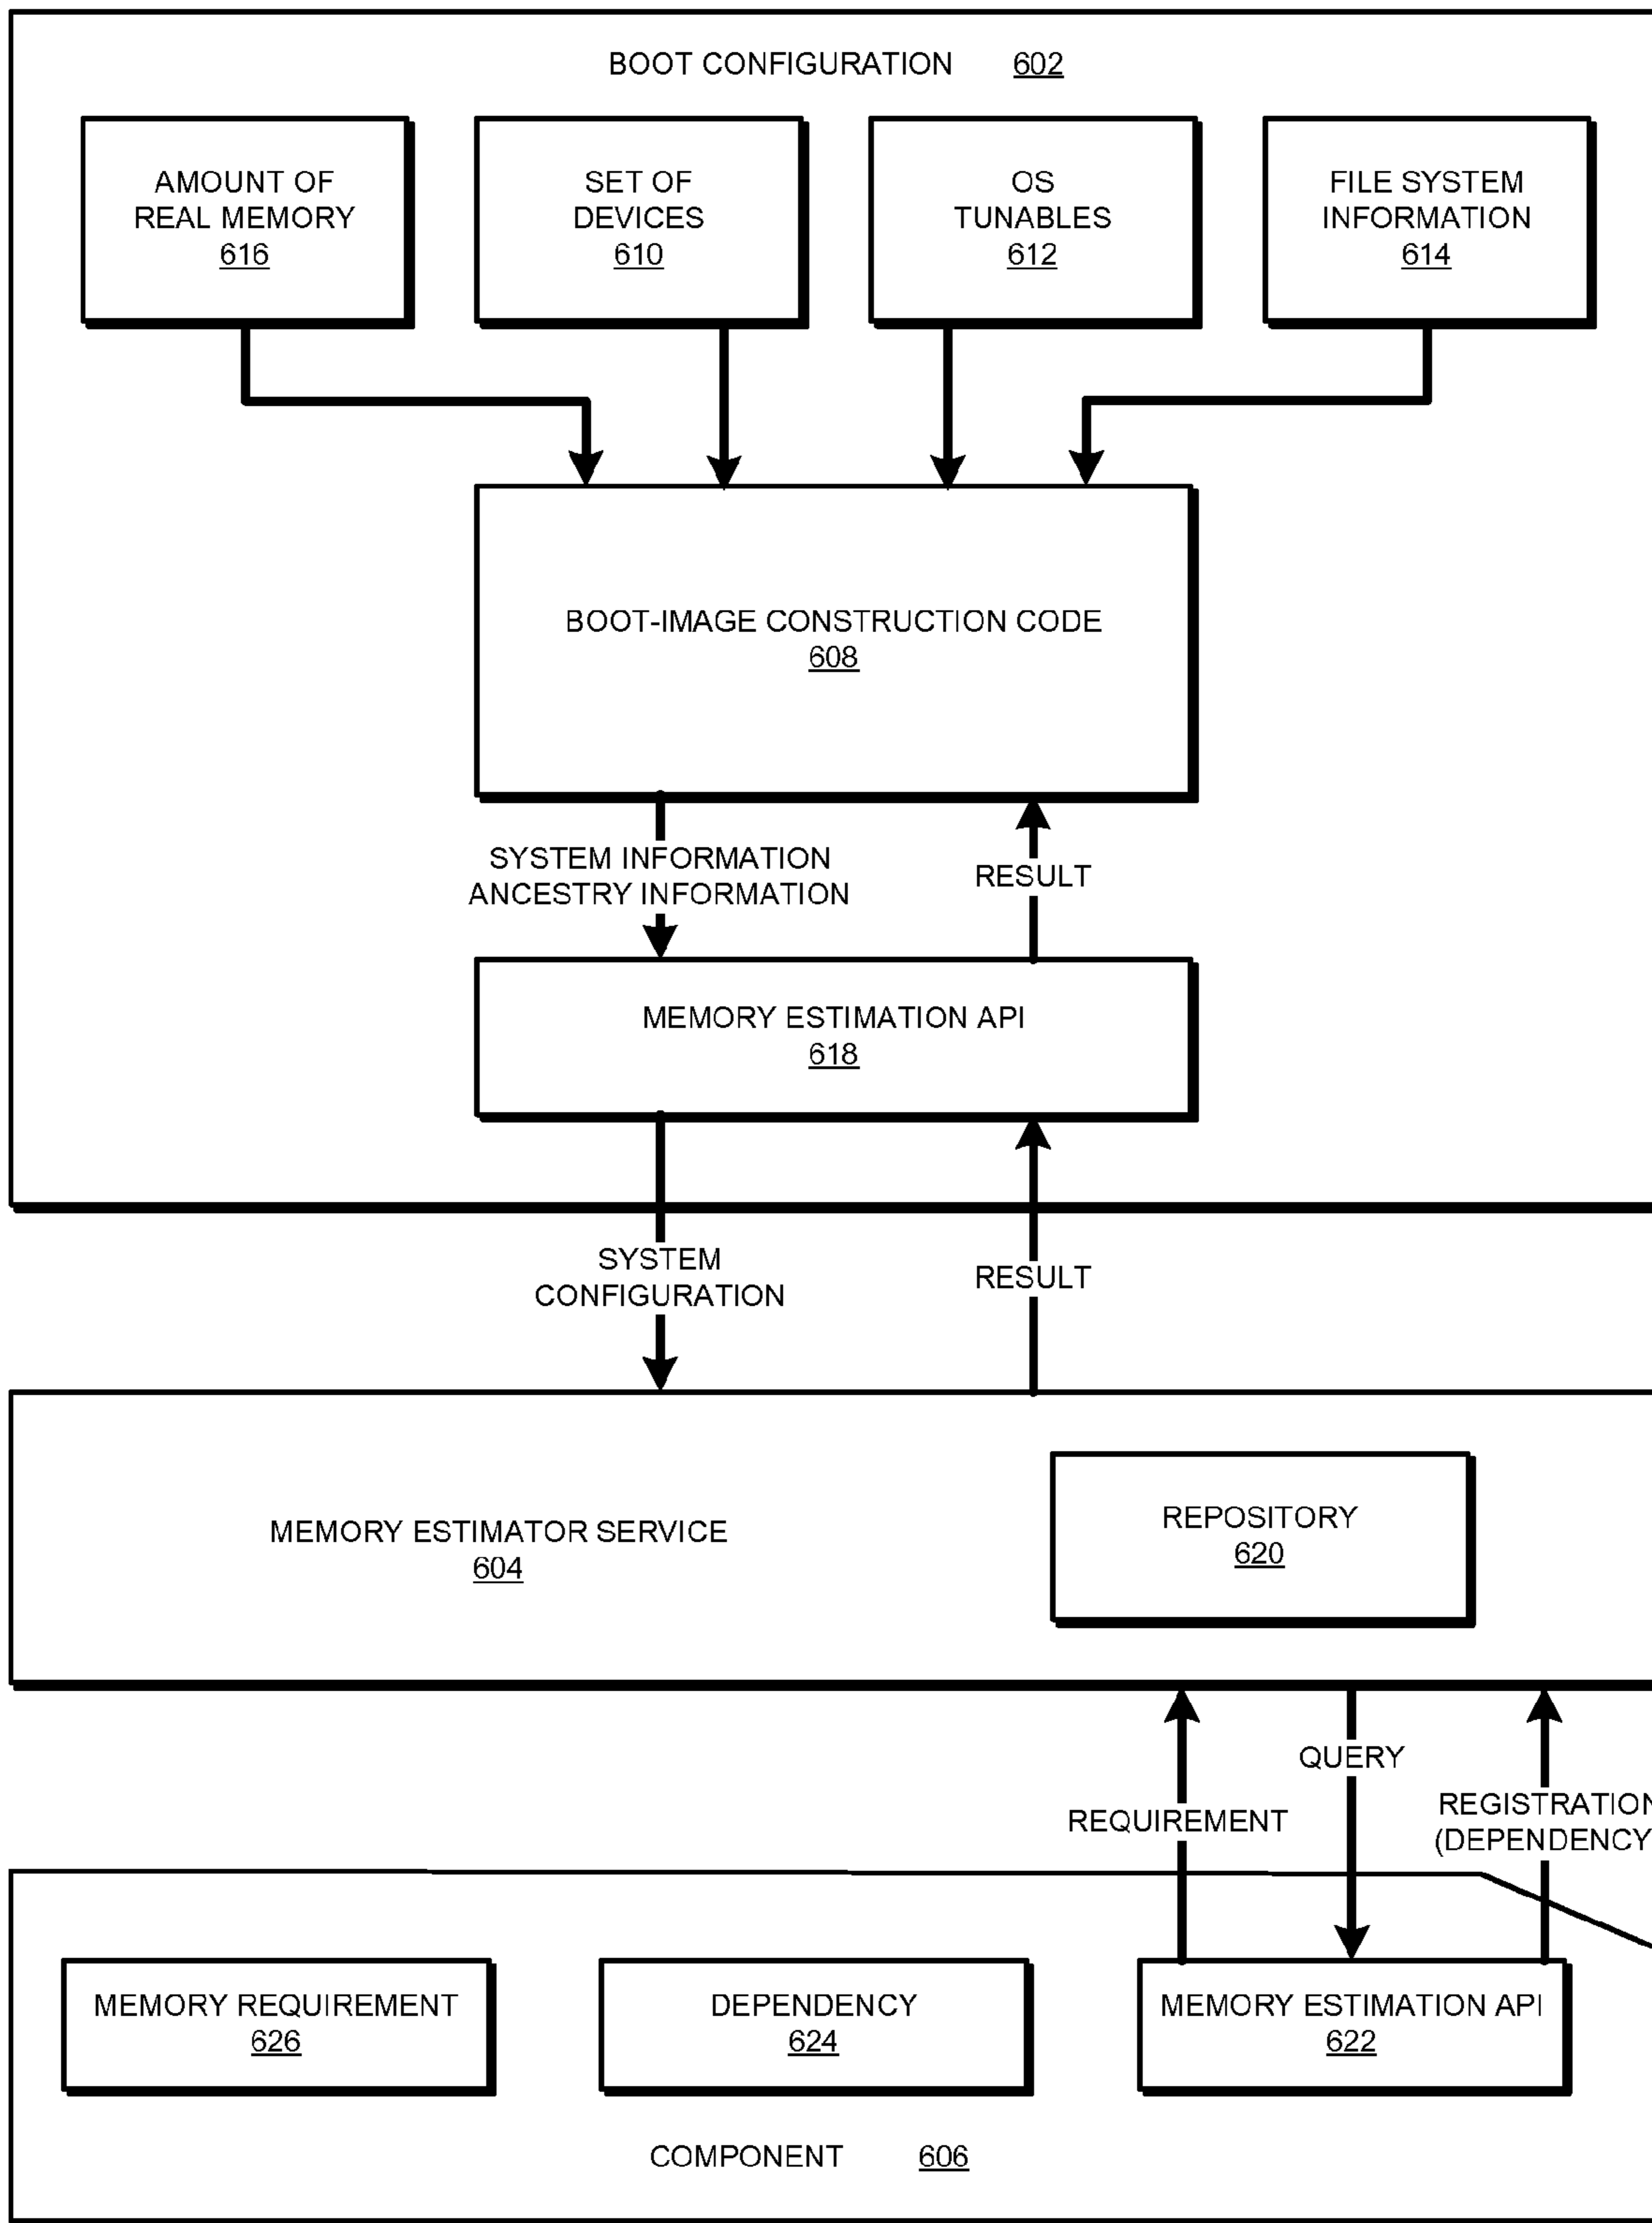 BOOT CONFIGURATION 602
AMOUNT OF
REAL MEMORY
616
SET OF
DEVICES
610
OS
TUNABLES
612
FILE SYSTEM
INFORMATION
614
BOOT-IMAGE CONSTRUCTION CODE
608
SYSTEM INFORMATION
ANCESTRY INFORMATION
RESULT
MEMORY ESTIMATION API
618
SYSTEM
CONFIGURATION
RESULT
MEMORY ESTIMATOR SERVICE
604
REPOSITORY
620
REQUIREMENT
QUERY
REGISTRATION
(DEPENDENCY
MEMORY REQUIREMENT
626
DEPENDENCY
624
MEMORY ESTIMATION API
622
COMPONENT 606